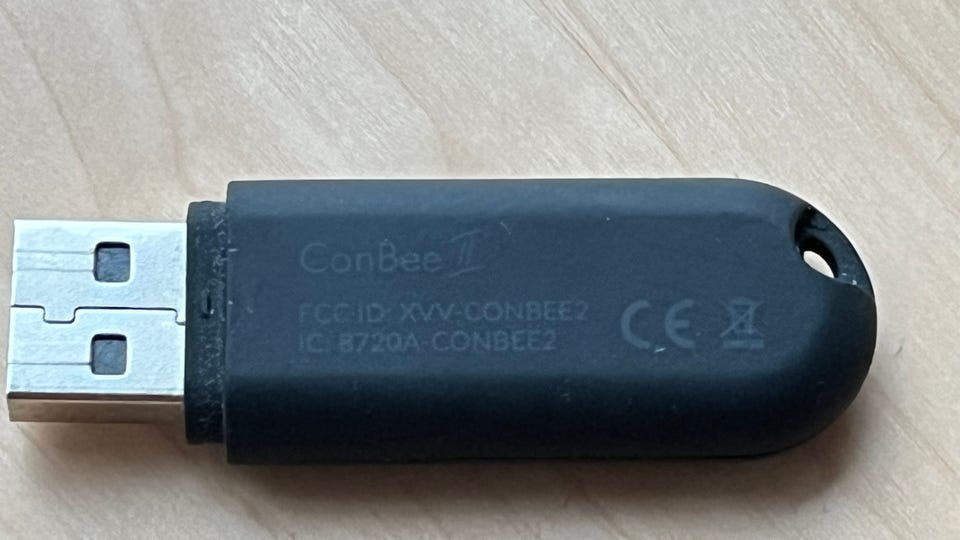 ConBee II
FCC ID: XVV-CONBEE2
IC: 8720A-CONBEE2
CE